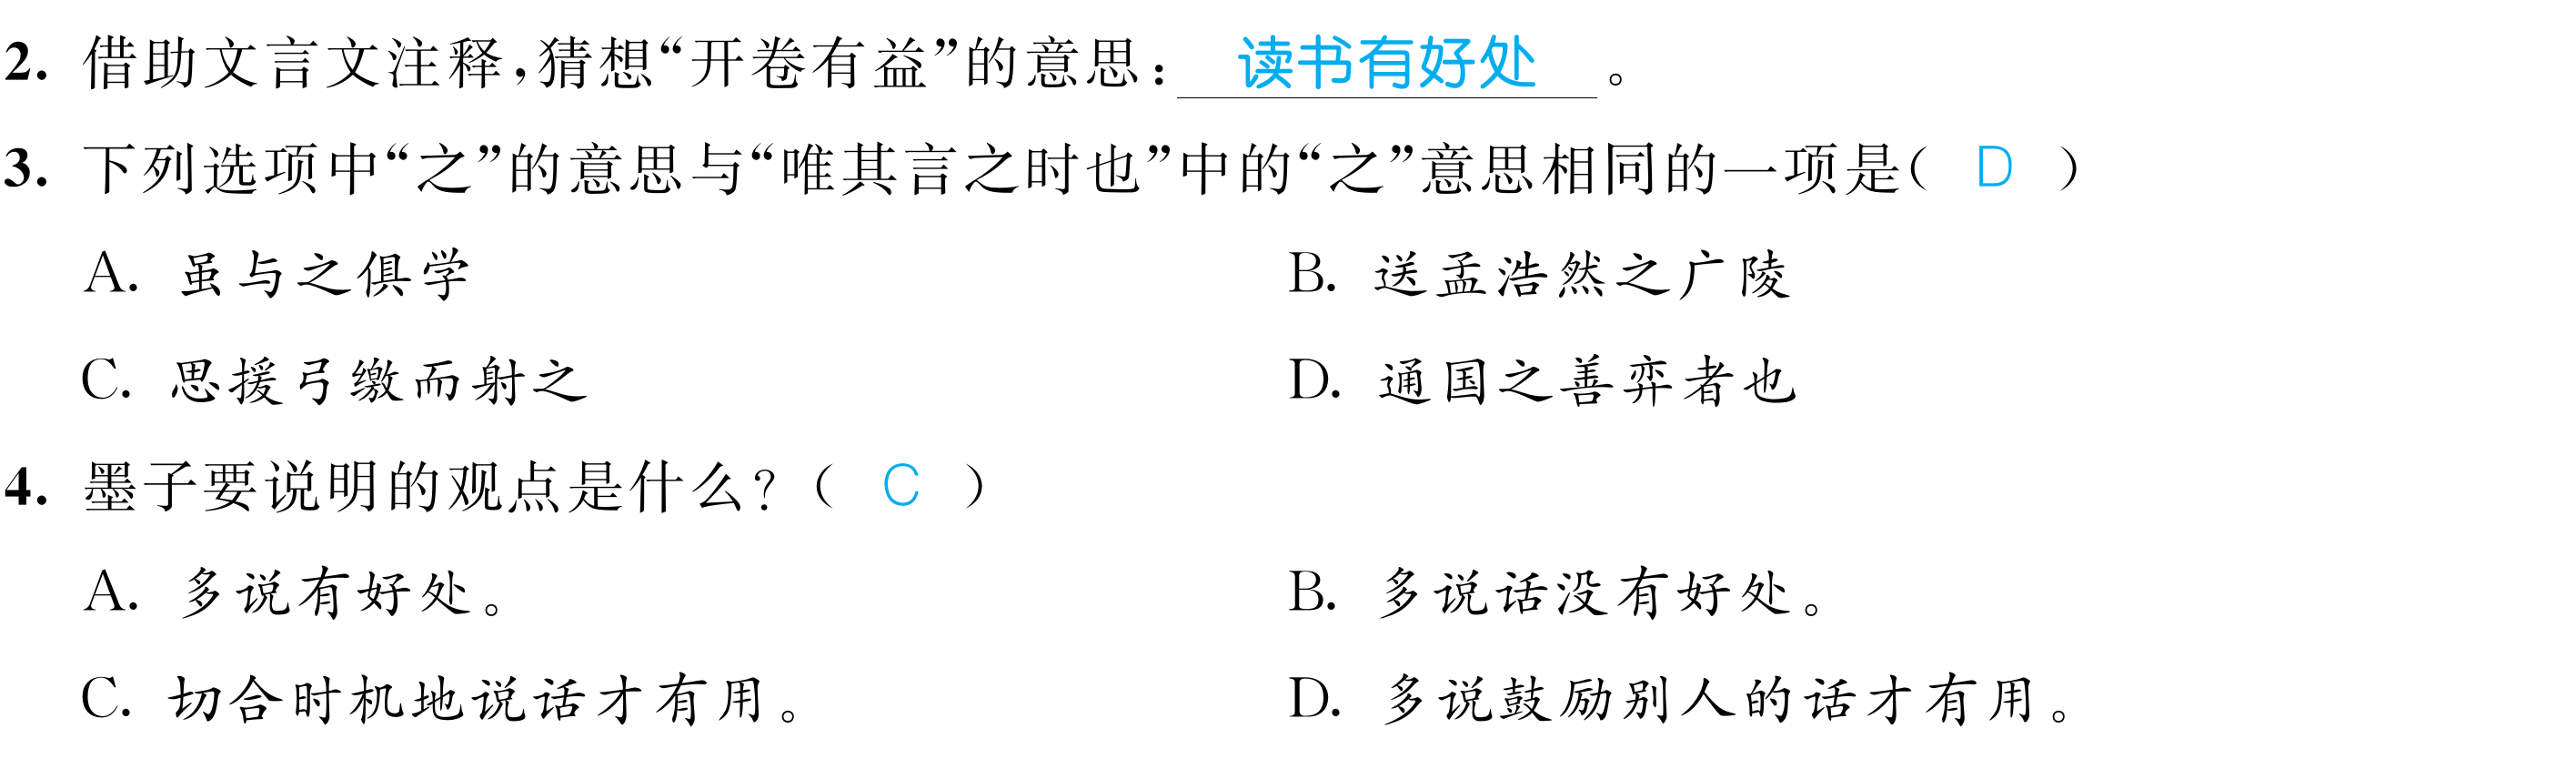 2. 借助文言文注释,猜想“开卷有益”的意思:读书有好处。
3. 下列选项中“之”的意思与“唯其言之时也”中的“之”意思相同的一项是( D )
A. 虽与之俱学 B. 送孟浩然之广陵
C. 思援弓缴而射之 D. 通国之善弈者也
4. 墨子要说明的观点是什么?( C )
A. 多说有好处。 B. 多说话没有好处。
C. 切合时机地说话才有用。 D. 多说鼓励别人的话才有用。